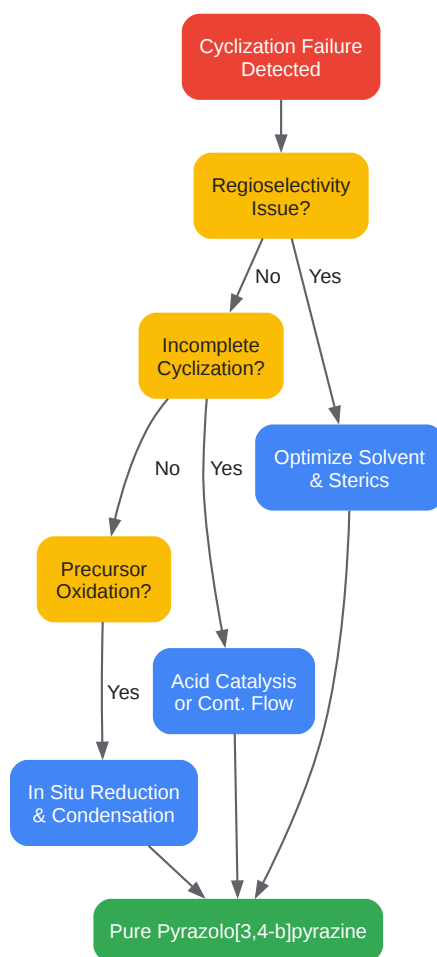 Cyclization Failure
Detected
Regioselectivity
Issue?
No
Yes
Incomplete
Cyclization?
Optimize Solvent
& Sterics
No
Yes
Precursor
Oxidation?
Acid Catalysis
or Cont. Flow
Yes
In Situ Reduction
& Condensation
Pure Pyrazolo[3,4-b]pyrazine